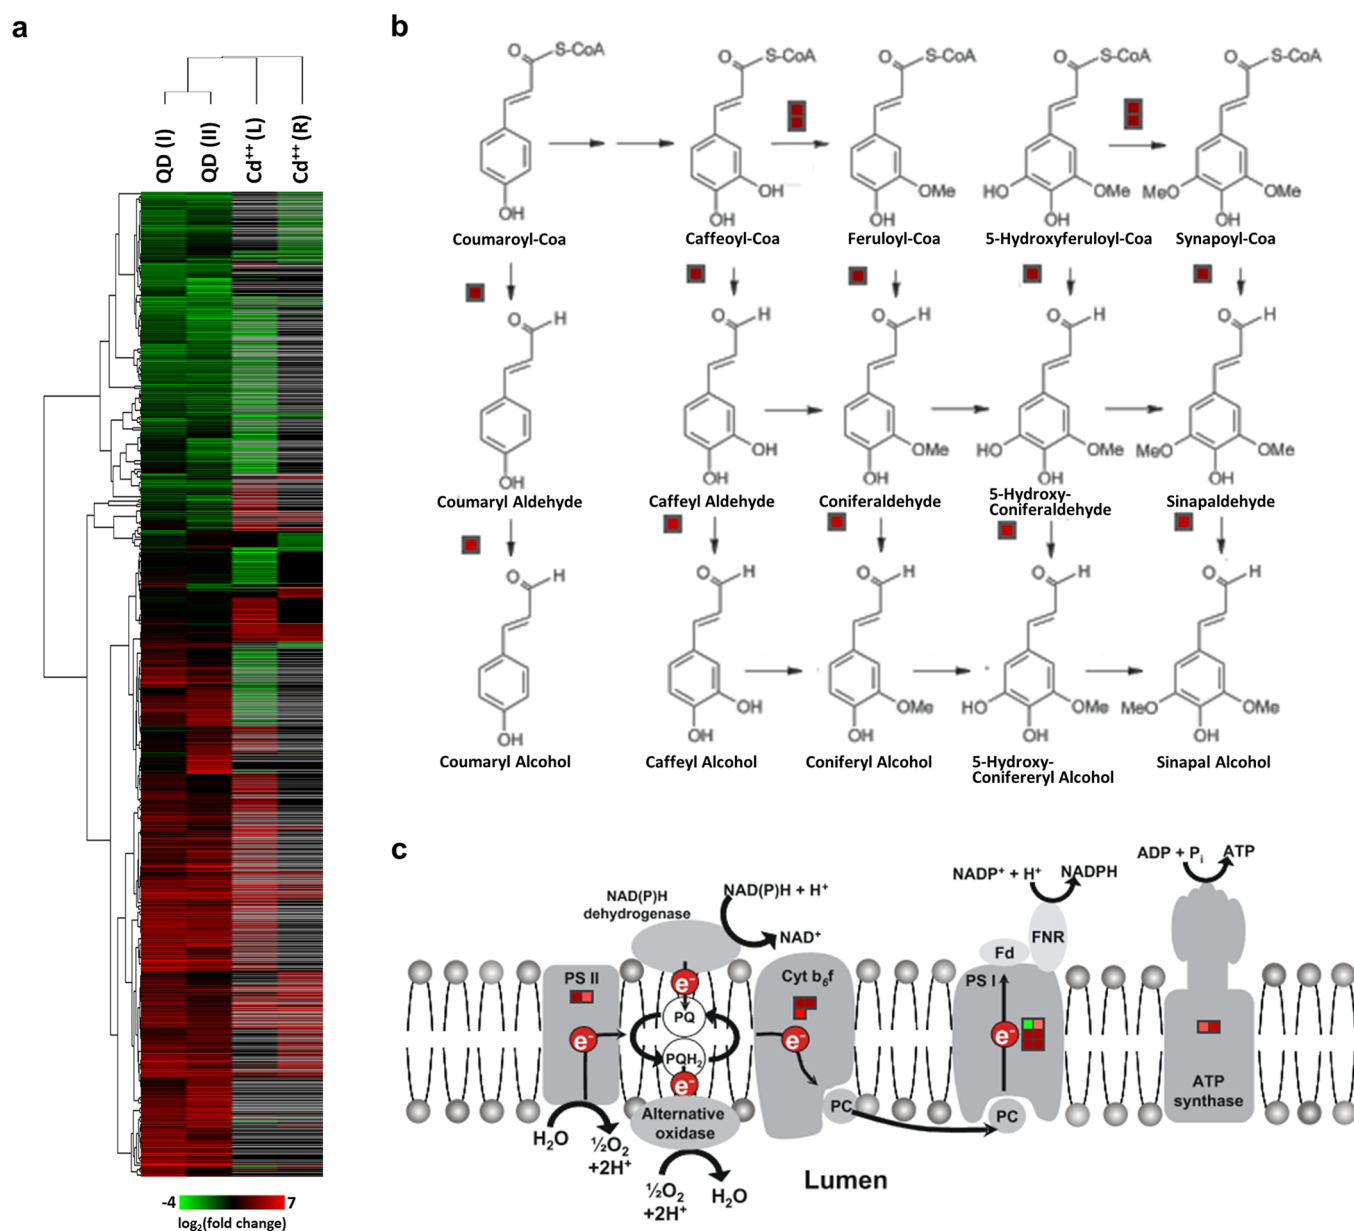 a
QD (I)
QD (II)
Cd++ (L)
Cd++ (R)
-4
7
log2(fold change)
b
O
S-CoA
OH
Coumaroyl-Coa
O
S-CoA
OH
OH
Caffeoyl-Coa
O
S-CoA
OMe
OH
Feruloyl-Coa
O
S-CoA
HO
OMe
OH
5-Hydroxyferuloyl-Coa
O
S-CoA
MeO
OMe
OH
Synapoyl-Coa
O
H
OH
Coumaryl Aldehyde
O
H
OH
OH
Caffeyl Aldehyde
O
H
OMe
OH
Coniferaldehyde
O
H
HO
OMe
OH
5-Hydroxy-
Coniferaldehyde
O
H
MeO
OMe
OH
Sinapaldehyde
O
H
OH
Coumaryl Alcohol
O
H
OH
OH
Caffeyl Alcohol
O
H
OMe
OH
Coniferyl Alcohol
O
H
HO
OMe
OH
5-Hydroxy-
Confereryl Alcohol
O
H
MeO
OMe
OH
Sinapal Alcohol
c
PS II
e-
H2O
½O2
+2H+
NAD(P)H
dehydrogenase
NAD(P)H + H+
NAD+
e-
PQ
PQH2
e-
Alternative
oxidase
½O2
+2H+
H2O
Cyt b6f
e-
PC
Lumen
NADP+ + H+
NADPH
FNR
Fd
PS I
e-
PC
ADP + Pi
ATP
ATP
synthase